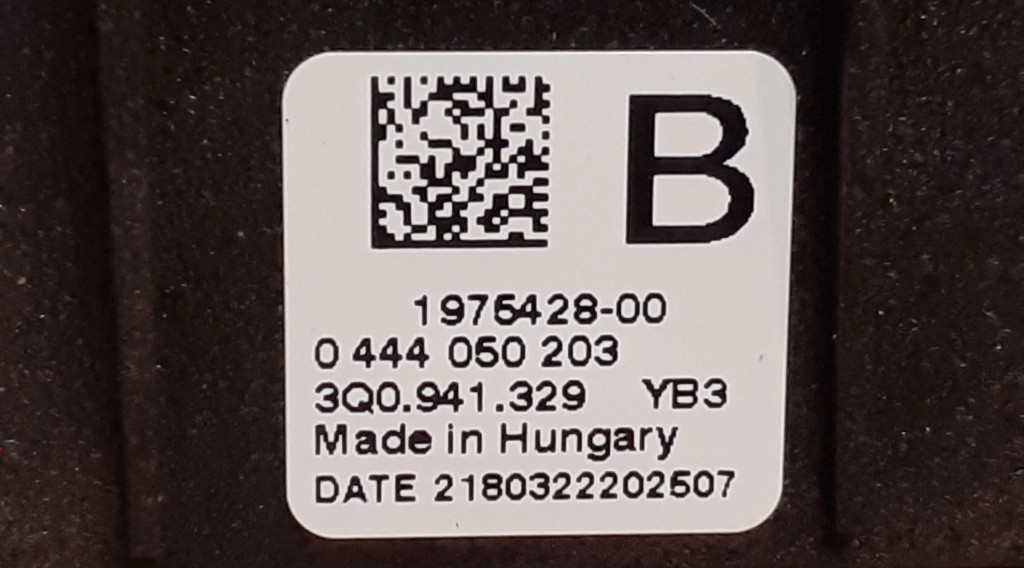 B
1975428-00
0 444 050 203
3Q0.941.329 YB3
Made in Hungary
DATE 2180322202507